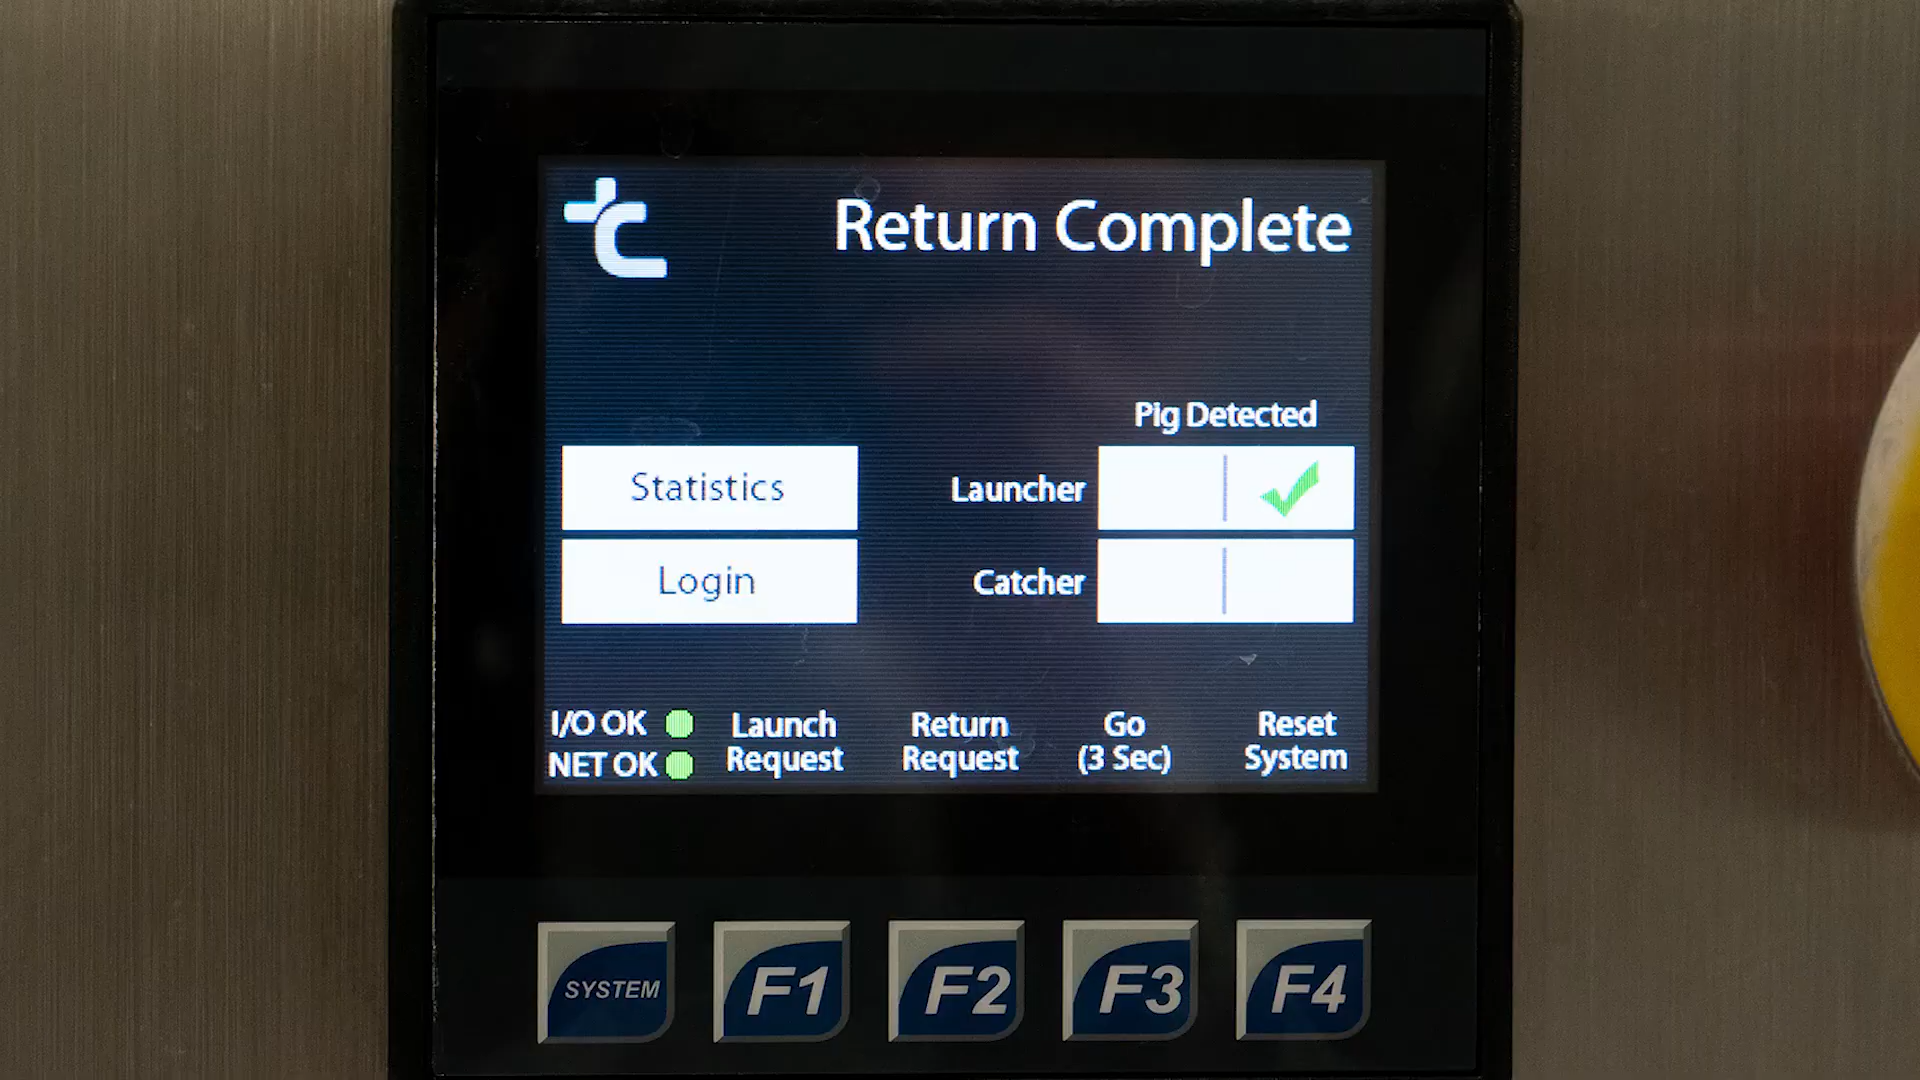 Return Complete
Pig Detected
Statistics
Launcher
Login
Catcher
I/O OK
NET OK
Launch
Request
Return
Request
Go
(3 Sec)
Reset
System
SYSTEM
F1
F2
F3
F4